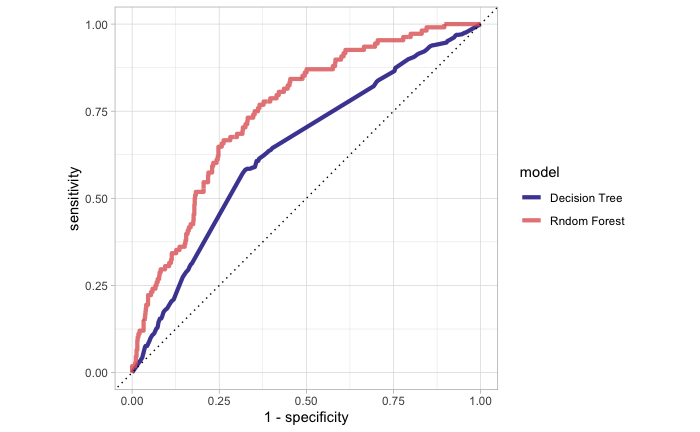 1.00
0.75
0.50
0.25
0.00
sensitivity
0.00 0.25 0.50 0.75 1.00
1 - specificity
model
Decision Tree
Rndom Forest